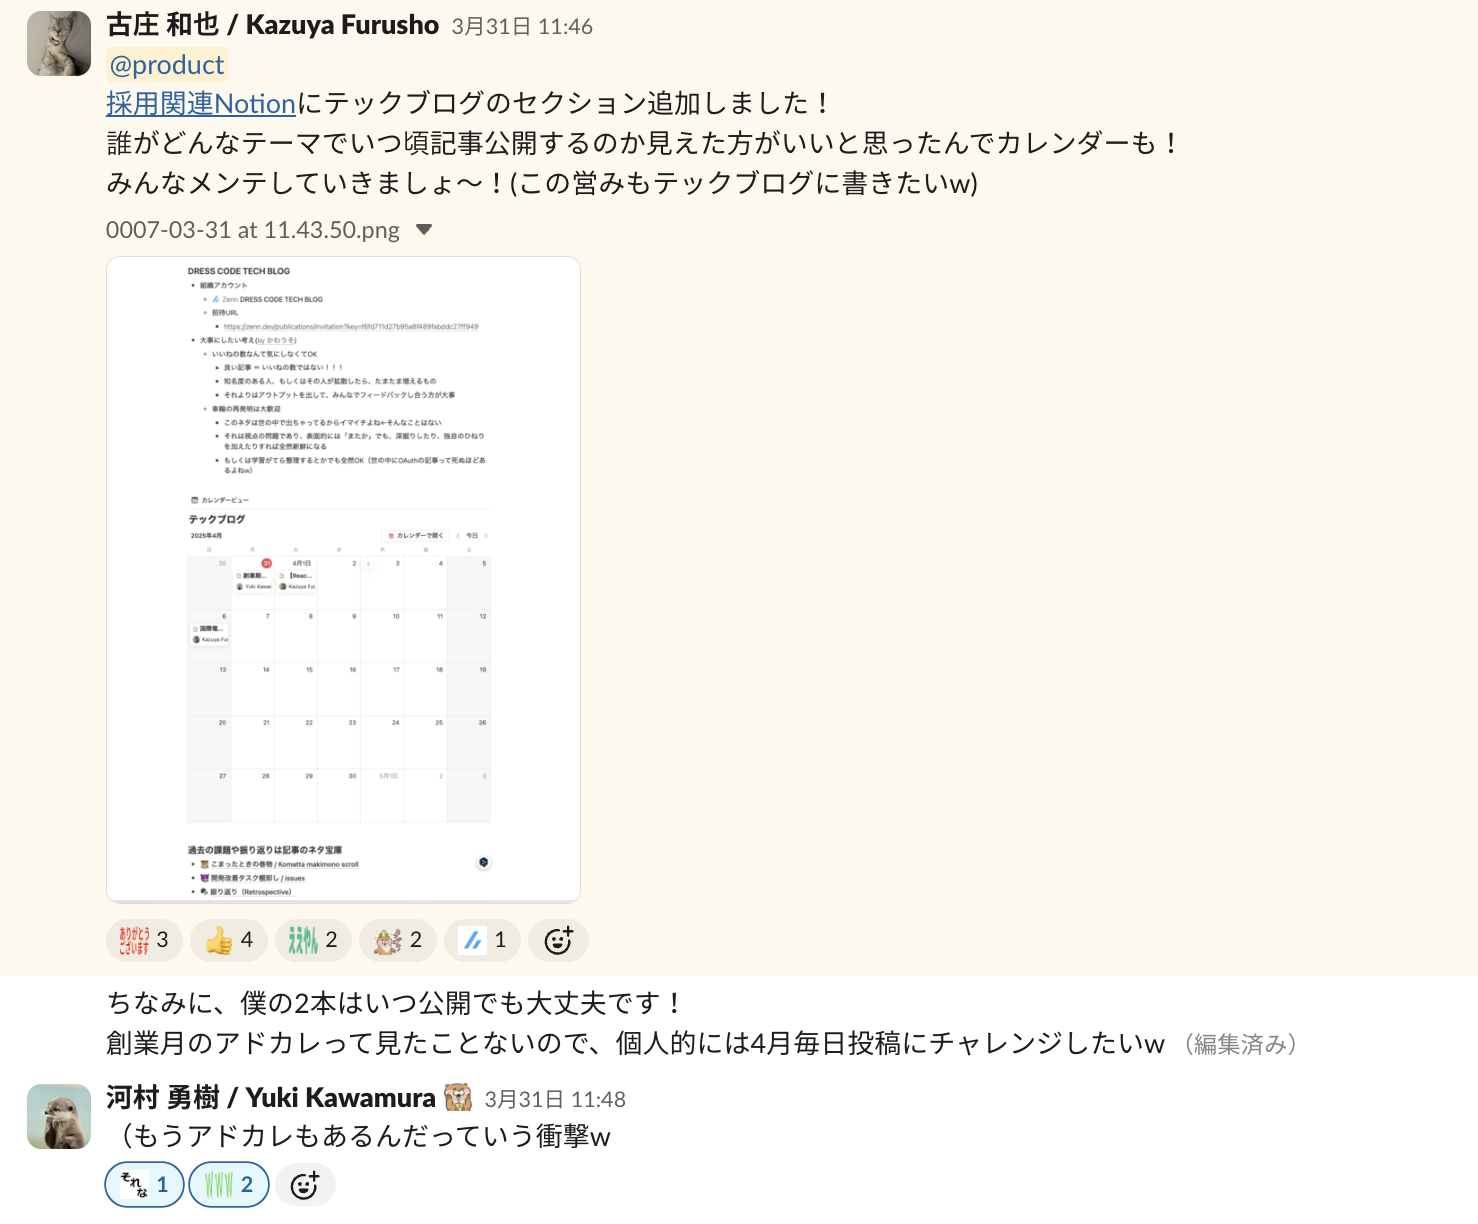 古庄 和也 / Kazuya Furusho 3月31日 11:46
@product
採用関連Notionにテックブログのセクション追加しました！
誰がどんなテーマでいつ頃記事公開するのか見えた方がいいと思ったんでカレンダーも！
みんなメンテしていきましょ〜！(この営みもテックブログに書きたいw)
0007-03-31 at 11.43.50.png
DRESS CODE TECH BLOG
組織アカウント
Zenn DRESS CODE TECH BLOG
招待URL
https://zenn.dev/publications/invitation?key=f6fd711d27b95a8f489fabddc27ff949
大事にしたい考え(by かわうそ)
いいねの数なんて気にしなくてOK
良い記事 = いいねの数ではない！！！
知名度のある人、もしくはその人が拡散したら、たまたま増えるもの
それよりはアウトプットを出して、みんなでフィードバックし合う方が大事
車輪の再発明は大歓迎
このネタは世の中で出ちゃってるからイマイチよね←そんなことはない
それは視点の問題であり、表面的には「またか」でも、深掘りしたり、独自のひねり
を加えたりすれば全然新鮮になる
もしくは学習がてら整理するとかでも全然OK（世の中にOAuthの記事って死ぬほどあ
るよねw）
カレンダービュー
テックブログ
2025年4月 カレンダーで開く 今日
日 月 火 水 木 金 土
30 31 4月1日 2 3 4 5
創業期... 【Reac...
Yuki Kawar Kazuya Fur
6 7 8 9 10 11 12
国際電...
Kazuya Fur
13 14 15 16 17 18 19
20 21 22 23 24 25 26
27 28 29 30 5月1日 2 3
過去の課題や振り返りは記事のネタ宝庫
こまったときの巻物 / Komatta makimono scroll
開発改善タスク棚卸し / issues
振り返り（Retrospective）
ありがとうございます 3 4 ええやん 2 2 1
ちなみに、僕の2本はいつ公開でも大丈夫です！
創業月のアドカレって見たことないので、個人的には4月毎日投稿にチャレンジしたいw （編集済み）
河村 勇樹 / Yuki Kawamura 3月31日 11:48
（もうアドカレもあるんだっていう衝撃w
それな 1 www 2